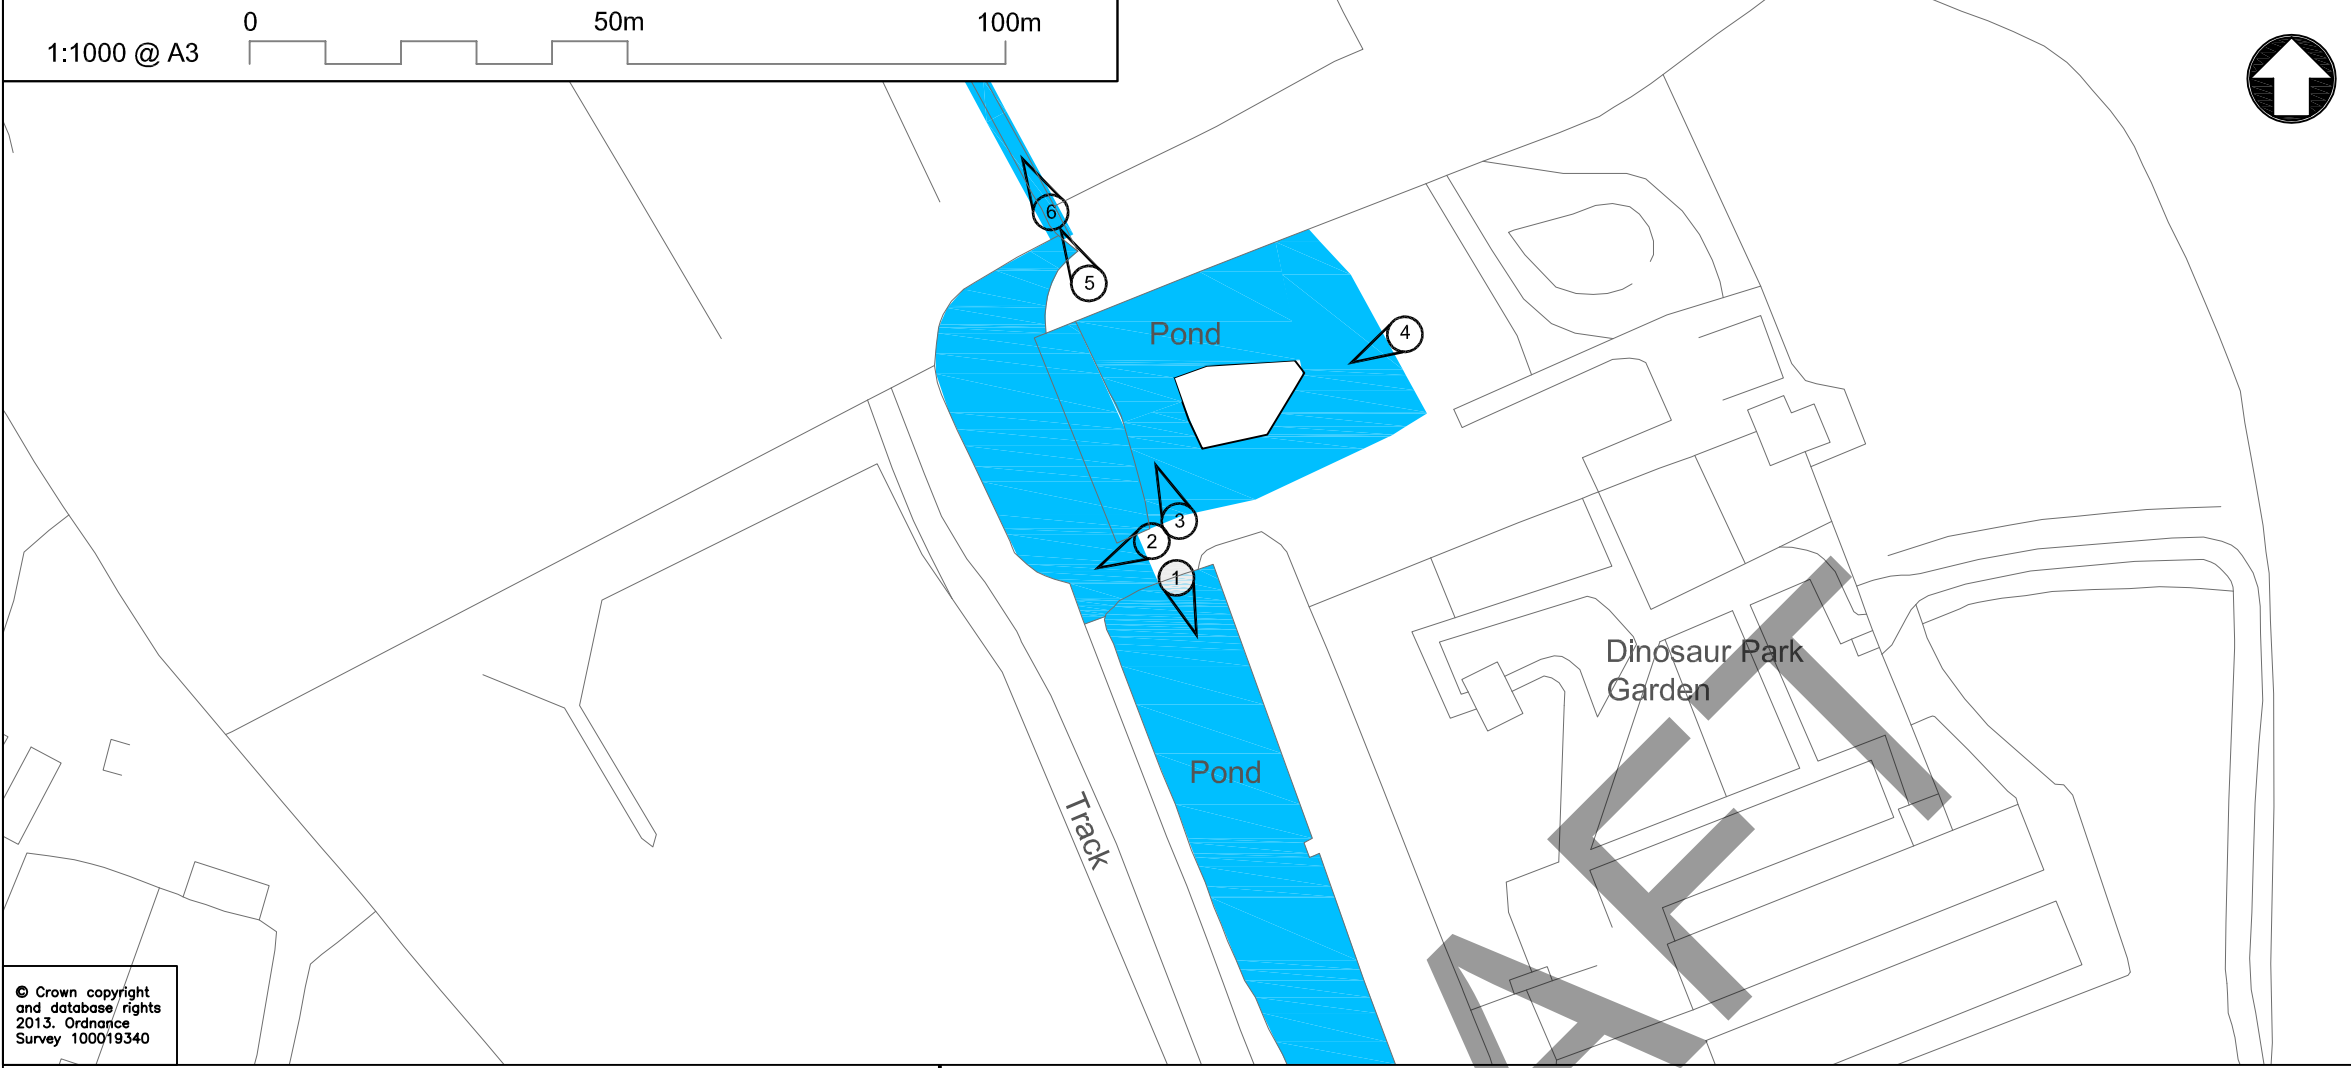 0 50m 100m
1:1000 @ A3
6
5
Pond
4
3
2
1
Dinosaur Park
Garden
Pond
Track
AFT
© Crown copyright
and database rights
2013. Ordnance
Survey 100019340